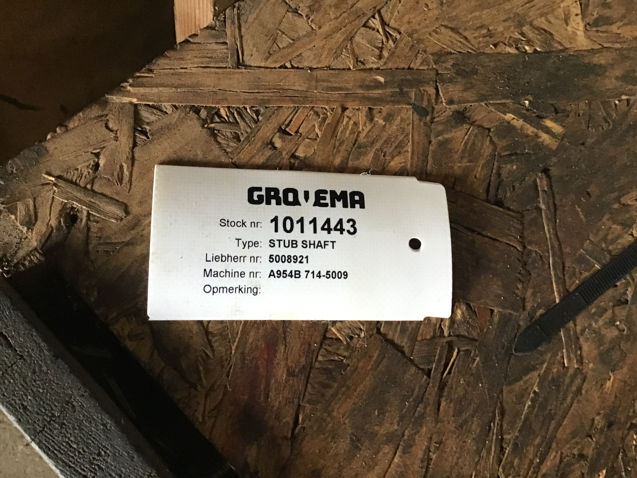 GROVEMA
Stock nr: 1011443
Type: STUB SHAFT
Liebherr nr: 5008921
Machine nr: A954B 714-5009
Opmerking: